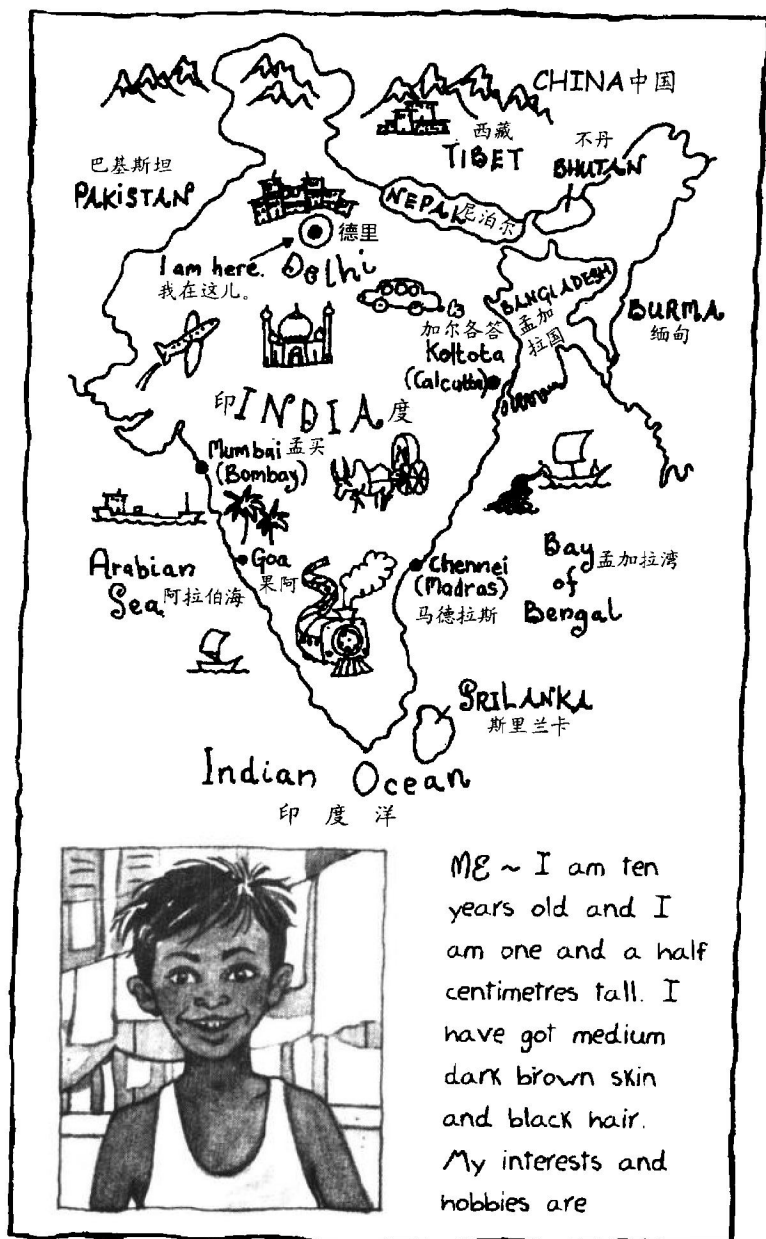 CHINA中国
西藏
TIBET
不丹
BHUTAN
巴基斯坦
PAKISTAN
NEPAK尼泊尔
德里
I am here.
Delhi
我在这儿。
BANGLADESH
孟加
拉国
BURMA
缅甸
加尔各答
Koltota
(Calcutta)
印INDIA度
Mumbai孟买
(Bombay)
Goa
果阿
Arabian
Sea阿拉伯海
Chennei
(Madras)
马德拉斯
Bay孟加拉湾
of
Bengal
SRILANKA
斯里兰卡
Indian Ocean
印度洋
ME ~ I am ten
years old and I
am one and a half
centimetres tall. I
have got medium
dark brown skin
and black hair.
My interests and
hobbies are